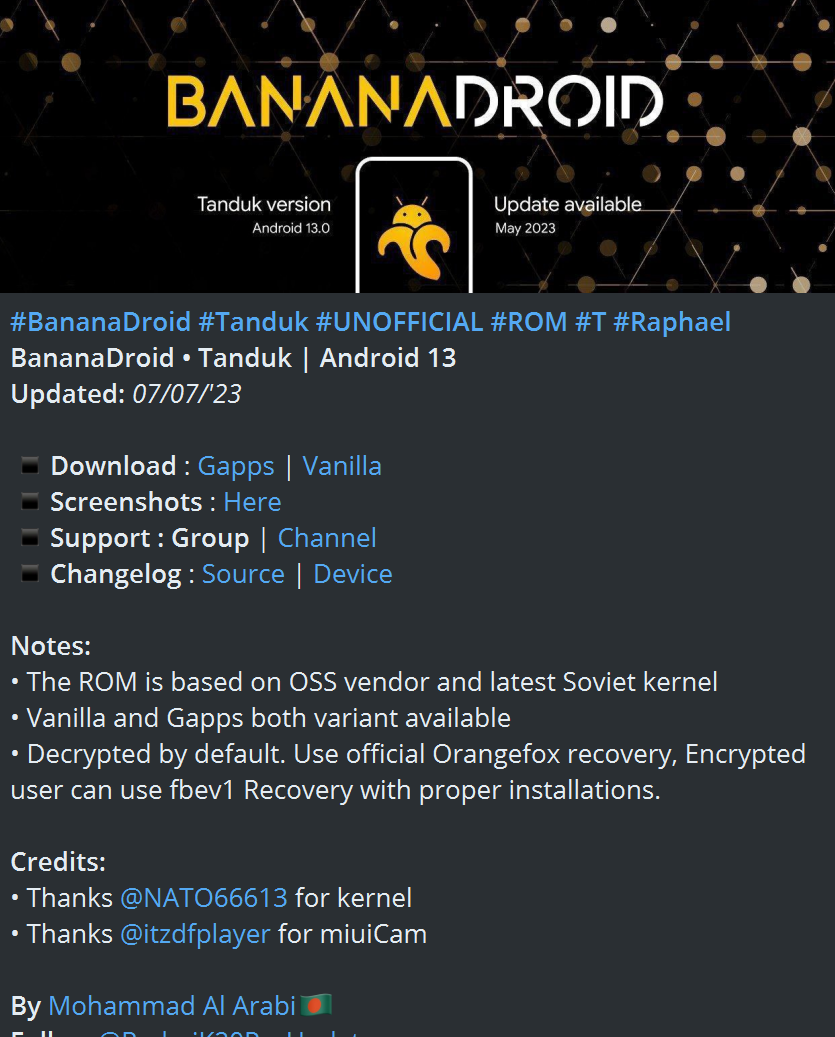 BANANADROID
Tanduk version
Android 13.0
Update available
May 2023
#BananaDroid #Tanduk #UNOFFICIAL #ROM #T #Raphael
BananaDroid • Tanduk | Android 13
Updated: 07/07/'23
◾ Download : Gapps | Vanilla
◾ Screenshots : Here
◾ Support : Group | Channel
◾ Changelog : Source | Device
Notes:
• The ROM is based on OSS vendor and latest Soviet kernel
• Vanilla and Gapps both variant available
• Decrypted by default. Use official Orangefox recovery, Encrypted
user can use fbev1 Recovery with proper installations.
Credits:
• Thanks @NATO66613 for kernel
• Thanks @itzdfplayer for miuiCam
By Mohammad Al Arabi🇧🇩